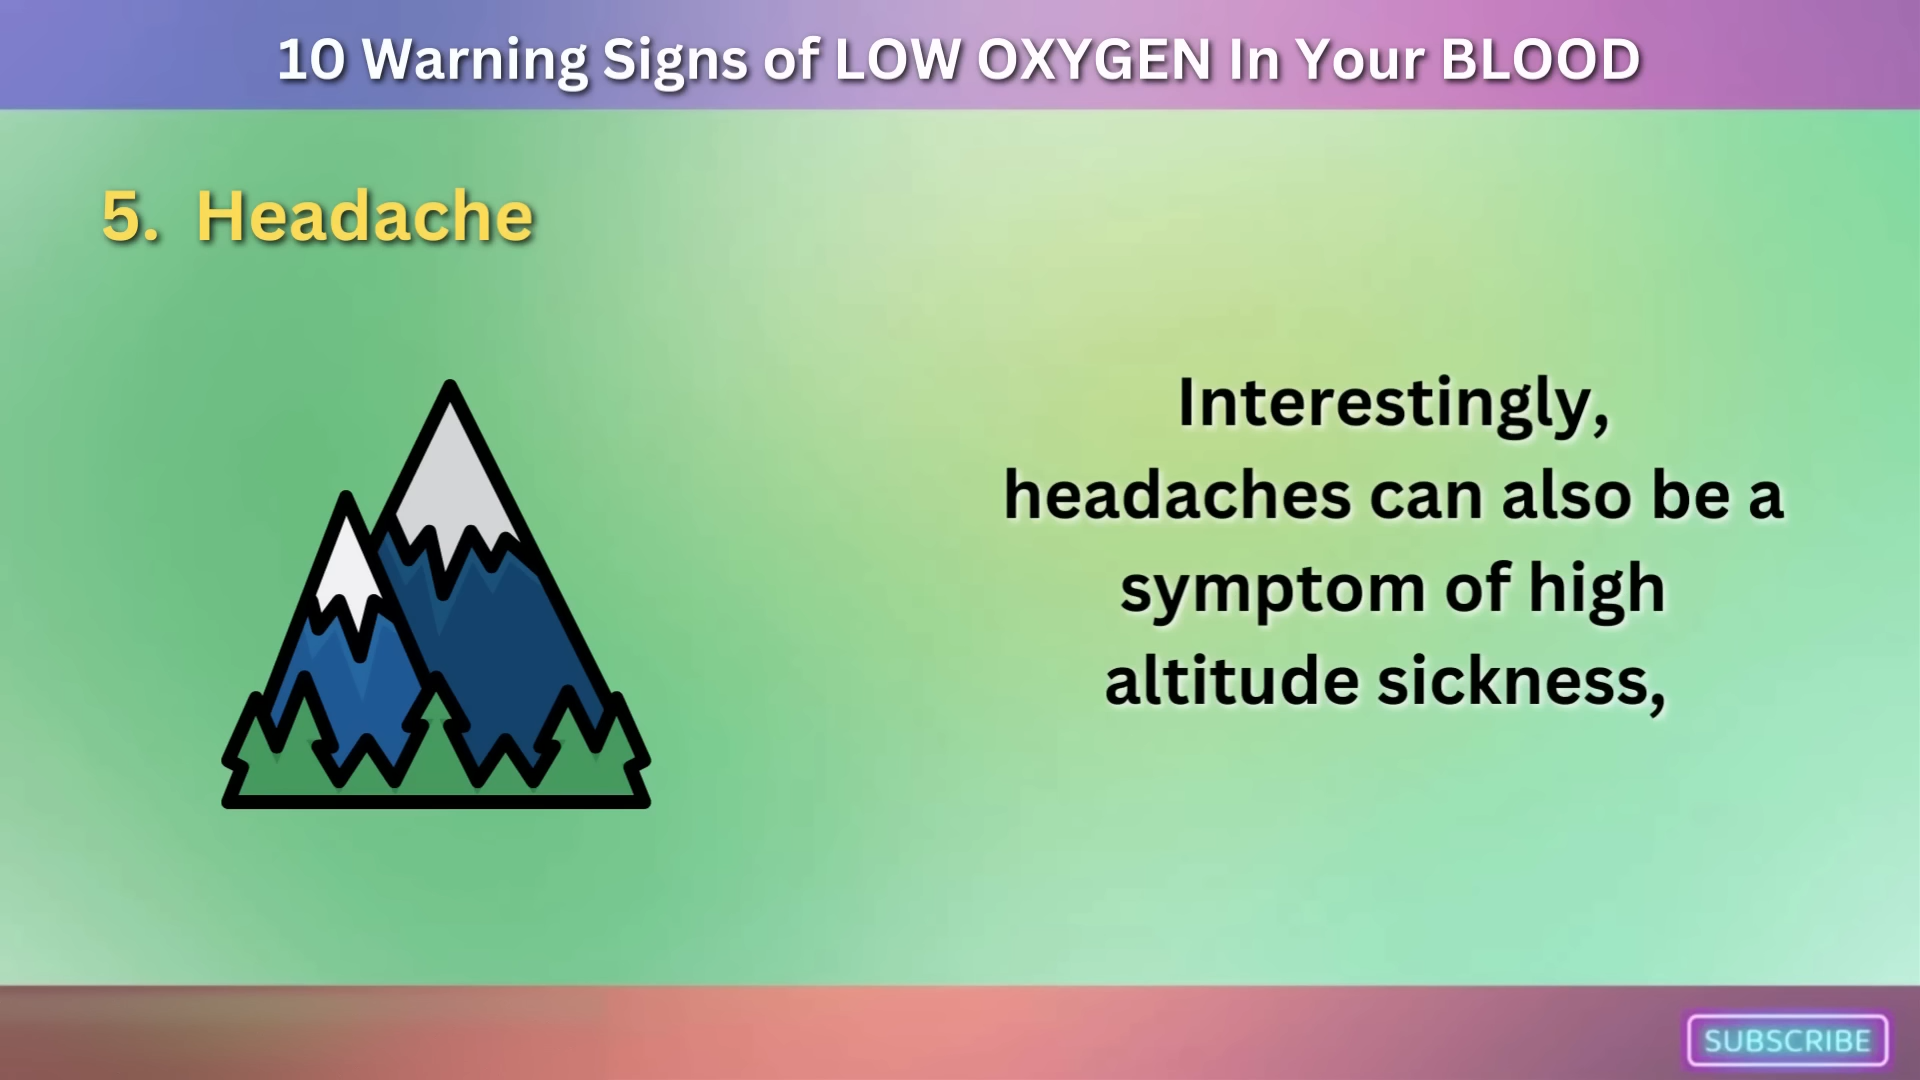 10 Warning Signs of LOW OXYGEN In Your BLOOD
5. Headache
Interestingly,
headaches can also be a
symptom of high
altitude sickness,
SUBSCRIBE